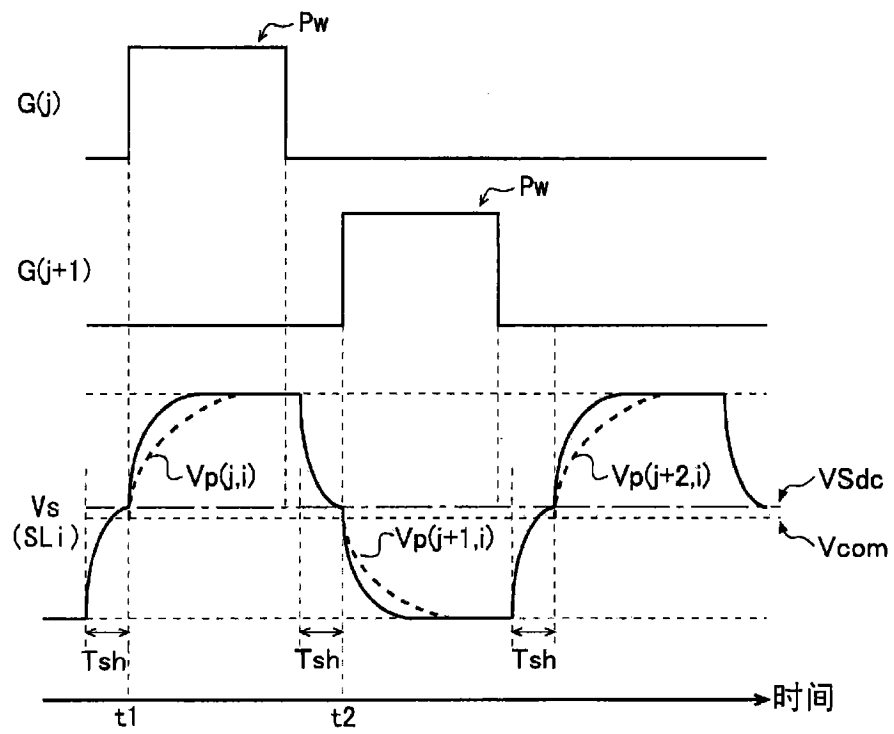 Pw
G(j)
Pw
G(j+1)
Vp(j,i)
Vp(j+2,i)
VSdc
Vs
(SLi)
Vp(j+1,i)
Vcom
Tsh
Tsh
Tsh
时间
t1
t2